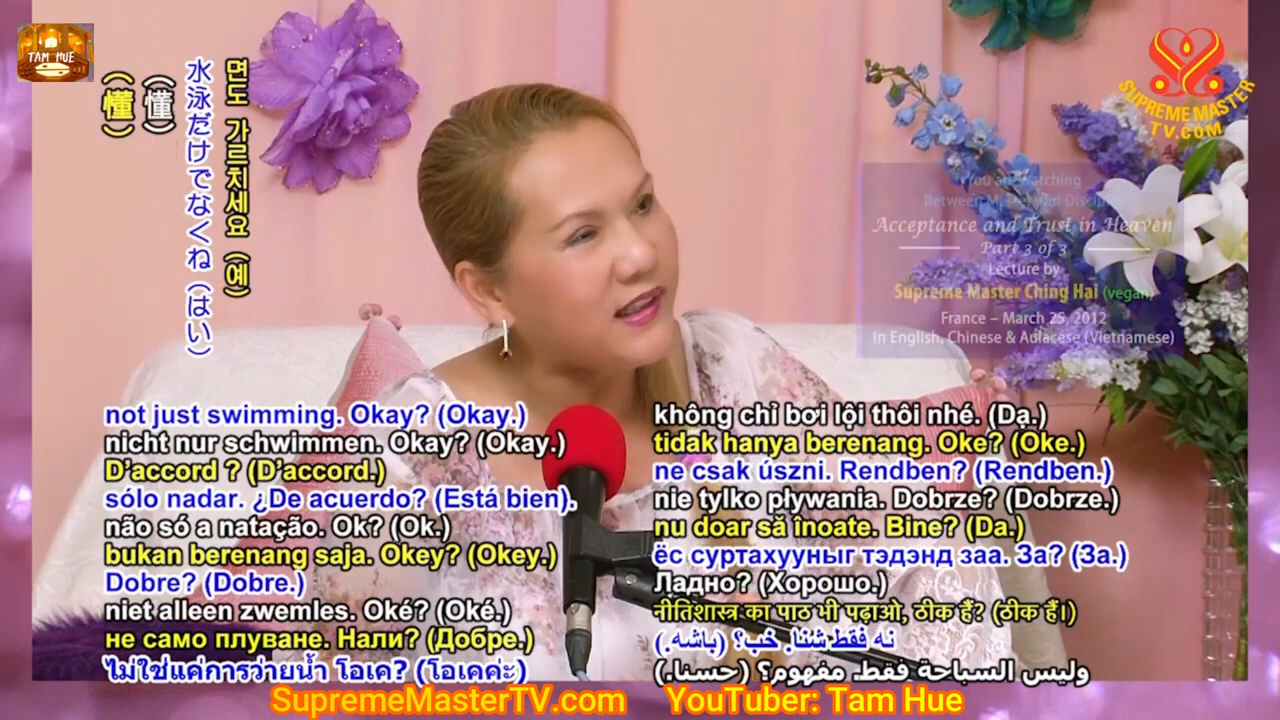 TAM HUE
SUPREME MASTER
TV.COM
(懂)
(懂)
水泳だけでなくね (はい)
면도 가르치세요 (예)
You are watching
Between Master and Disciples
Acceptance and Trust in Heaven
Part 3 of 3
Lecture by
Supreme Master Ching Hai (vegan)
France – March 25, 2012
In English, Chinese & Aulacese (Vietnamese)
not just swimming. Okay? (Okay.)
nicht nur schwimmen. Okay? (Okay.)
D’accord ? (D’accord.)
sólo nadar. ¿De acuerdo? (Está bien).
não só a natação. Ok? (Ok.)
bukan berenang saja. Okey? (Okey.)
Dobre? (Dobre.)
niet alleen zwemles. Oké? (Oké.)
не само плуване. Нали? (Добре.)
ไม่ใช่แค่การว่ายน้ำ โอเค? (โอเคค่ะ)
không chỉ bơi lội thôi nhé. (Dạ.)
tidak hanya berenang. Oke? (Oke.)
ne csak úszni. Rendben? (Rendben.)
nie tylko pływania. Dobrze? (Dobrze.)
nu doar să înoate. Bine? (Da.)
ёс суртахууныг тэдэнд заа. За? (За.)
Ладно? (Хорошо.)
नीतिशास्त्र का पाठ भी पढ़ाओ, ठीक हैं? (ठीक हैं।)
نه فقط شنا. خب؟ (باشه.)
وليس السباحة فقط. مفهوم؟ (حسنا.)
SupremeMasterTV.com YouTuber: Tam Hue